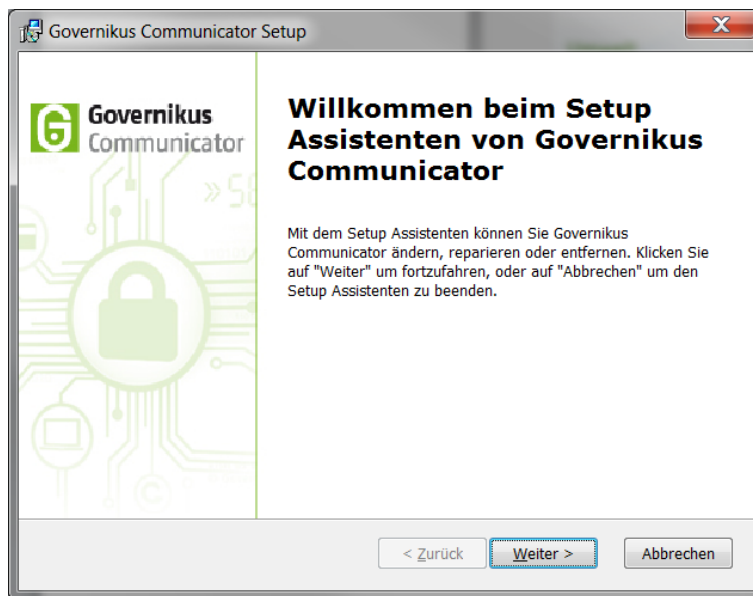 Governikus Communicator Setup
X
Governikus
Communicator
Willkommen beim Setup
Assistenten von Governikus
Communicator
Mit dem Setup Assistenten können Sie Governikus
Communicator ändern, reparieren oder entfernen. Klicken Sie
auf "Weiter" um fortzufahren, oder auf "Abbrechen" um den
Setup Assistenten zu beenden.
< Zurück
Weiter >
Abbrechen